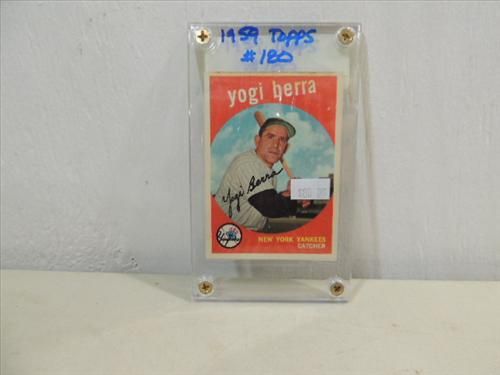 1959 TOPPS
#180
yogi berra
Yogi Berra
NEW YORK YANKEES
CATCHER